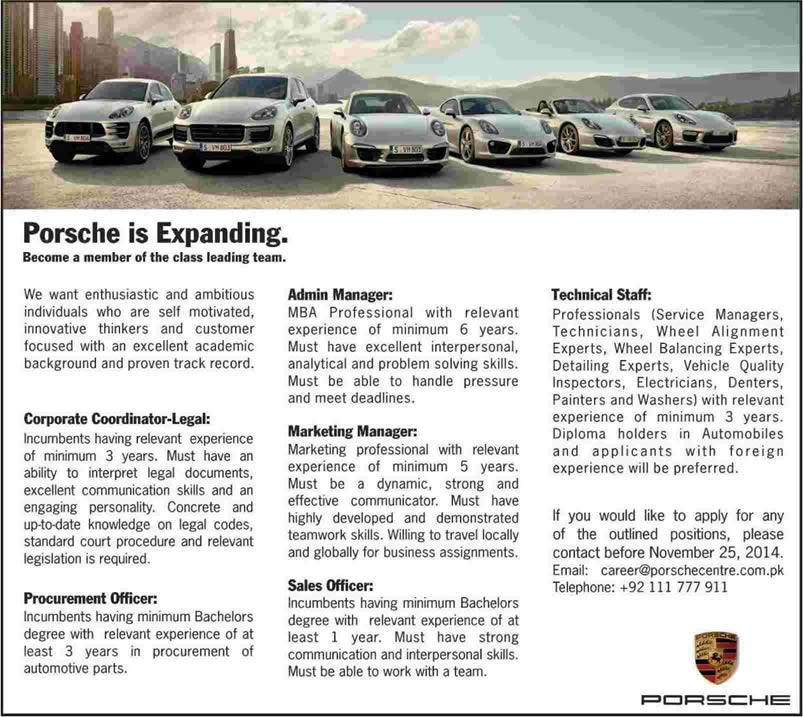 S·VM 803
S·VM 803
Porsche is Expanding.
Become a member of the class leading team.
We want enthusiastic and ambitious
individuals who are self motivated,
innovative thinkers and customer
focused with an excellent academic
background and proven track record.
Corporate Coordinator-Legal:
Incumbents having relevant experience
of minimum 3 years. Must have an
ability to interpret legal documents,
excellent communication skills and an
engaging personality. Concrete and
up-to-date knowledge on legal codes,
standard court procedure and relevant
legislation is required.
Procurement Officer:
Incumbents having minimum Bachelors
degree with relevant experience of at
least 3 years in procurement of
automotive parts.
Admin Manager:
MBA Professional with relevant
experience of minimum 6 years.
Must have excellent interpersonal,
analytical and problem solving skills.
Must be able to handle pressure
and meet deadlines.
Marketing Manager:
Marketing professional with relevant
experience of minimum 5 years.
Must be a dynamic, strong and
effective communicator. Must have
highly developed and demonstrated
teamwork skills. Willing to travel locally
and globally for business assignments.
Sales Officer:
Incumbents having minimum Bachelors
degree with relevant experience of at
least 1 year. Must have strong
communication and interpersonal skills.
Must be able to work with a team.
Technical Staff:
Professionals (Service Managers,
Technicians, Wheel Alignment
Experts, Wheel Balancing Experts,
Detailing Experts, Vehicle Quality
Inspectors, Electricians, Denters,
Painters and Washers) with relevant
experience of minimum 3 years.
Diploma holders in Automobiles
and applicants with foreign
experience will be preferred.
If you would like to apply for any
of the outlined positions, please
contact before November 25, 2014.
Email: career@porschecentre.com.pk
Telephone: +92 111 777 911
PORSCHE
PORSCHE